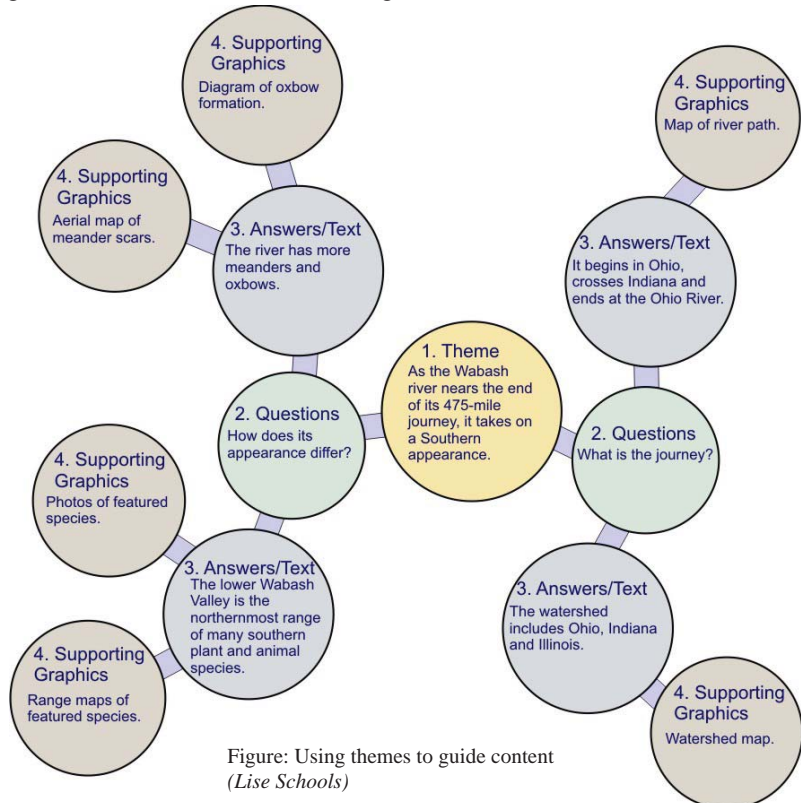 4. Supporting
Graphics
Diagram of oxbow
formation.
4. Supporting
Graphics
Aerial map of
meander scars.
3. Answers/Text
The river has more
meanders and
oxbows.
2. Questions
How does its
appearance differ?
4. Supporting
Graphics
Photos of featured
species.
3. Answers/Text
The lower Wabash
Valley is the
northernmost range
of many southern
plant and animal
species.
4. Supporting
Graphics
Range maps of
featured species.
1. Theme
As the Wabash
river nears the end
of its 475-mile
journey, it takes on
a Southern
appearance.
4. Supporting
Graphics
Map of river path.
3. Answers/Text
It begins in Ohio,
crosses Indiana and
ends at the Ohio River.
2. Questions
What is the journey?
3. Answers/Text
The watershed
includes Ohio, Indiana
and Illinois.
4. Supporting
Graphics
Watershed map.
Figure: Using themes to guide content
(Lise Schools)